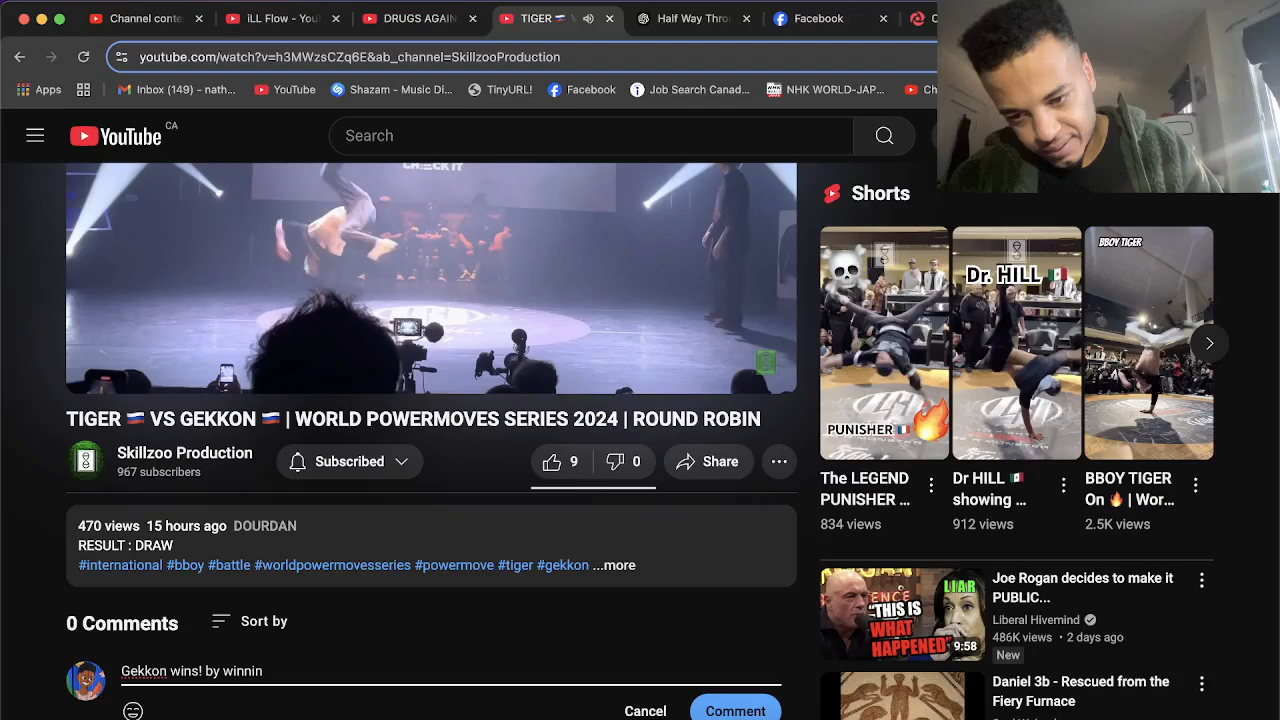 Channel conte
iLL Flow - You
DRUGS AGAIN
TIGER 🇷🇺
Half Way Thro
Facebook
youtube.com/watch?v=h3MWzsCZq6E&ab_channel=SkillzooProduction
Apps
Inbox (149) – nath...
YouTube
Shazam - Music Di...
TinyURL!
Facebook
Job Search Canad...
NHK WORLD-JAP...
Ch
YouTube CA
Search
CHECK IT
TIGER 🇷🇺 VS GEKKON 🇷🇺 | WORLD POWERMOVES SERIES 2024 | ROUND ROBIN
Skillzoo Production
967 subscribers
Subscribed
9
0
Share
470 views 15 hours ago DOURDAN
RESULT : DRAW
#international #bboy #battle #worldpowermovesseries #powermove #tiger #gekkon ...more
0 Comments
Sort by
Gekkon wins! by winnin
Cancel
Comment
Shorts
PUNISHER
Dr. HILL
BBOY TIGER
The LEGEND
PUNISHER ...
834 views
Dr HILL 🇲🇽
showing ...
912 views
BBOY TIGER
On 🔥 | Wor...
2.5K views
"THIS IS
WHAT
HAPPENED"
LIAR
9:58
Joe Rogan decides to make it
PUBLIC...
Liberal Hivemind
486K views • 2 days ago
New
Daniel 3b - Rescued from the
Fiery Furnace